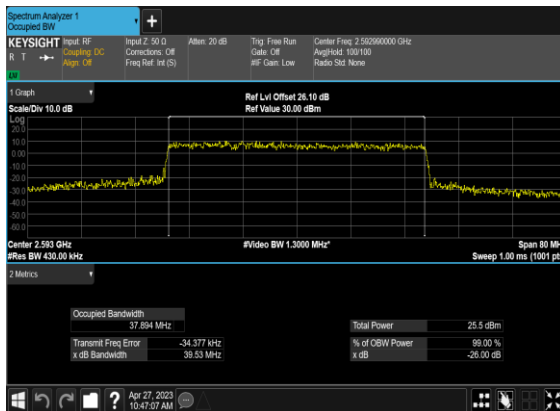 Spectrum Analyzer 1
Occupied BW
KEYSIGHT
R T
Input: RF
Coupling: DC
Align: Off
Input Z: 50 Ω
Corrections: Off
Freq Ref: Int (S)
Atten: 20 dB
Trig: Free Run
Gate: Off
#IF Gain: Low
Center Freq: 2.592990000 GHz
Avg|Hold: 100/100
Radio Std: None
1 Graph
Scale/Div 10.0 dB
Ref Lvl Offset 26.10 dB
Ref Value 30.00 dBm
Log
20.0
10.0
0.00
-10.0
-20.0
-30.0
-40.0
-50.0
-60.0
Center 2.593 GHz
#Res BW 430.00 kHz
#Video BW 1.3000 MHz*
Span 80 MH
Sweep 1.00 ms (1001 pts
2 Metrics
Occupied Bandwidth
37.894 MHz
Total Power 25.5 dBm
Transmit Freq Error -34.377 kHz
% of OBW Power 99.00 %
x dB Bandwidth 39.53 MHz
x dB -26.00 dB
Apr 27, 2023
10:47:07 AM